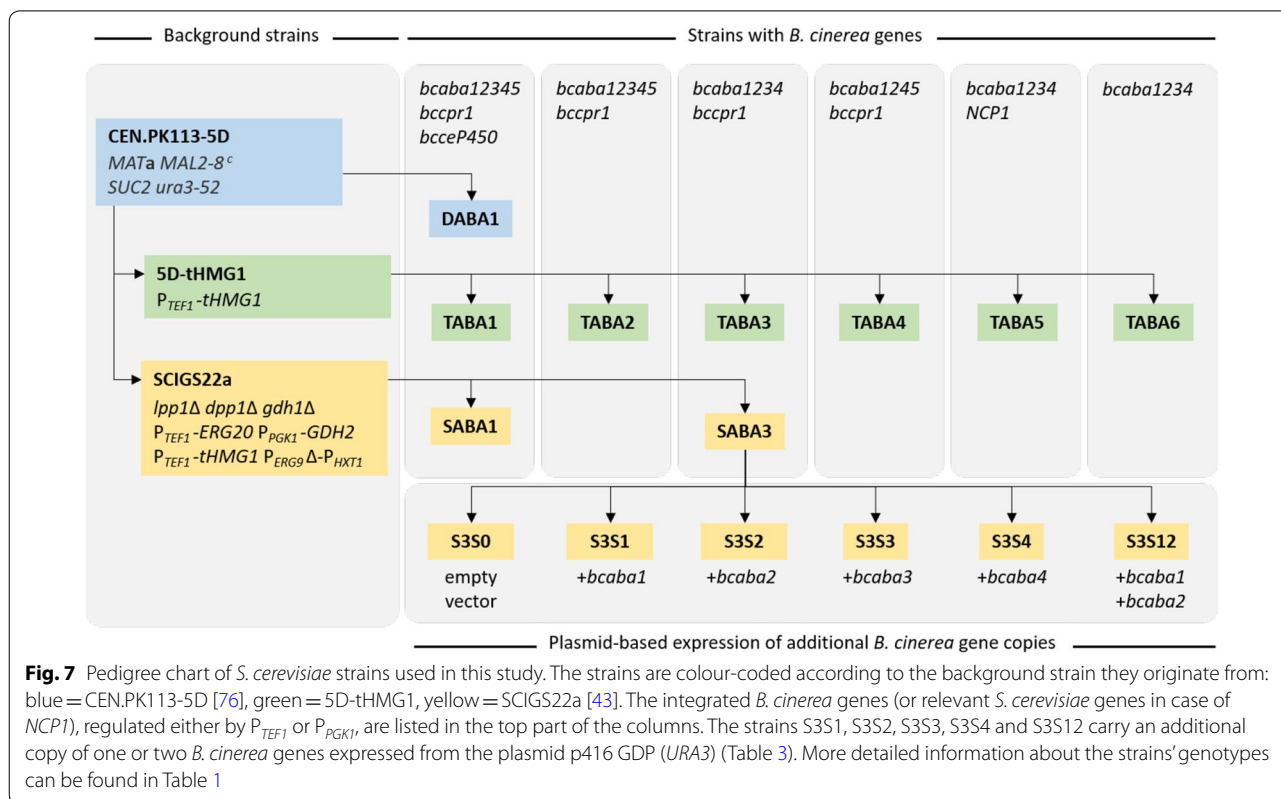 Background strains
Strains with B. cinerea genes
bcaba12345
bccpr1
bcceP450
bcaba12345
bccpr1
bcaba1234
bccpr1
bcaba1245
bccpr1
bcaba1234
NCP1
bcaba1234
CEN.PK113-5D
MATa MAL2-8c
SUC2 ura3-52
DABA1
5D-tHMG1
PTEF1-tHMG1
TABA1
TABA2
TABA3
TABA4
TABA5
TABA6
SCIGS22a
lpp1Δ dpp1Δ gdh1Δ
PTEF1-ERG20 PPGK1-GDH2
PTEF1-tHMG1 PERG9Δ-PHXT1
SABA1
SABA3
S3S0
S3S1
S3S2
S3S3
S3S4
S3S12
empty
vector
+bcaba1
+bcaba2
+bcaba3
+bcaba4
+bcaba1
+bcaba2
Plasmid-based expression of additional B. cinerea gene copies
Fig. 7 Pedigree chart of S. cerevisiae strains used in this study. The strains are colour-coded according to the background strain they originate from:
blue = CEN.PK113-5D [76], green = 5D-tHMG1, yellow = SCIGS22a [43]. The integrated B. cinerea genes (or relevant S. cerevisiae genes in case of
NCP1), regulated either by PTEF1 or PPGK1, are listed in the top part of the columns. The strains S3S1, S3S2, S3S3, S3S4 and S3S12 carry an additional
copy of one or two B. cinerea genes expressed from the plasmid p416 GDP (URA3) (Table 3). More detailed information about the strains' genotypes
can be found in Table 1